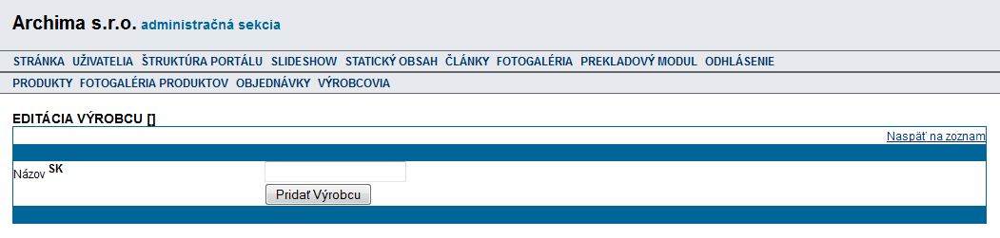 Archima s.r.o. administračná sekcia
STRÁNKA UŽIVATELIA ŠTRUKTÚRA PORTÁLU SLIDESHOW STATICKÝ OBSAH ČLÁNKY FOTOGALÉRIA PREKLADOVÝ MODUL ODHLÁSENIE
PRODUKTY FOTOGALÉRIA PRODUKTOV OBJEDNÁVKY VÝROBCOVIA
EDITÁCIA VÝROBCU []
Naspäť na zoznam
Názov SK
Pridať Výrobcu